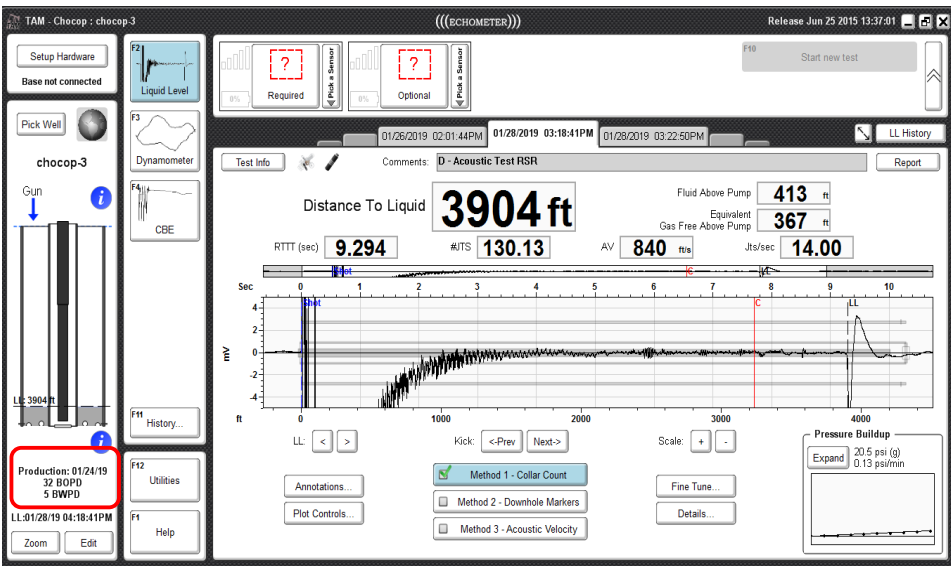 TAM - Chocop : chocop-3
(((ECHOMETER)))
Release Jun 25 2015 13:37:01
Setup Hardware
Base not connected
Pick Well
chocop-3
Gun
i
LL: 3904 ft
i
Production: 01/24/19
32 BOPD
5 BWPD
LL:01/28/19 04:18:41PM
Zoom
Edit
F2
Liquid Level
F3
Dynamometer
F4
CBE
F11
History...
F12
Utilities
F1
Help
?
0%
Required
Pick a Sensor
?
0%
Optional
Pick a Sensor
F10
Start new test
01/26/2019 02:01:44PM
01/28/2019 03:18:41PM
01/28/2019 03:22:50PM
LL History
Test Info
Comments:
D - Acoustic Test RSR
Report
Distance To Liquid
3904 ft
Fluid Above Pump
413 ft
Equivalent
Gas Free Above Pump
367 ft
RTTT (sec)
9.294
#JTS
130.13
AV
840 ft/s
Jts/sec
14.00
Shot
C
LL
Sec
0 1 2 3 4 5 6 7 8 9 10
Shot
C
LL
mV
4
2
0
-2
-4
ft
0 1000 2000 3000 4000
LL:
<
>
Kick:
<-Prev
Next->
Scale:
+
-
Annotations...
Plot Controls...
Method 1 - Collar Count
Method 2 - Downhole Markers
Method 3 - Acoustic Velocity
Fine Tune...
Details...
Pressure Buildup
Expand
20.5 psi (g)
0.13 psi/min